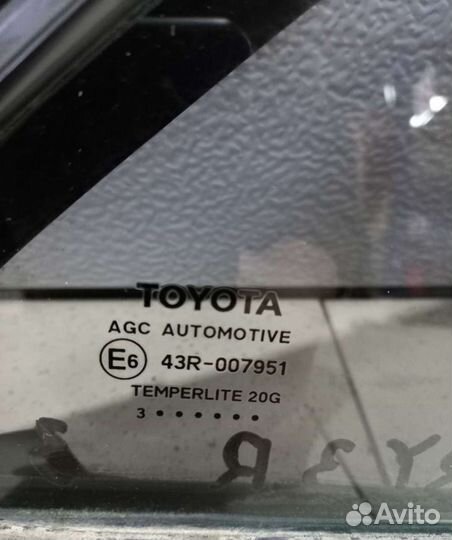 TOYOTA
AGC AUTOMOTIVE
E6 43R-007951
TEMPERLITE 20G
3 • • • • • •
Avito